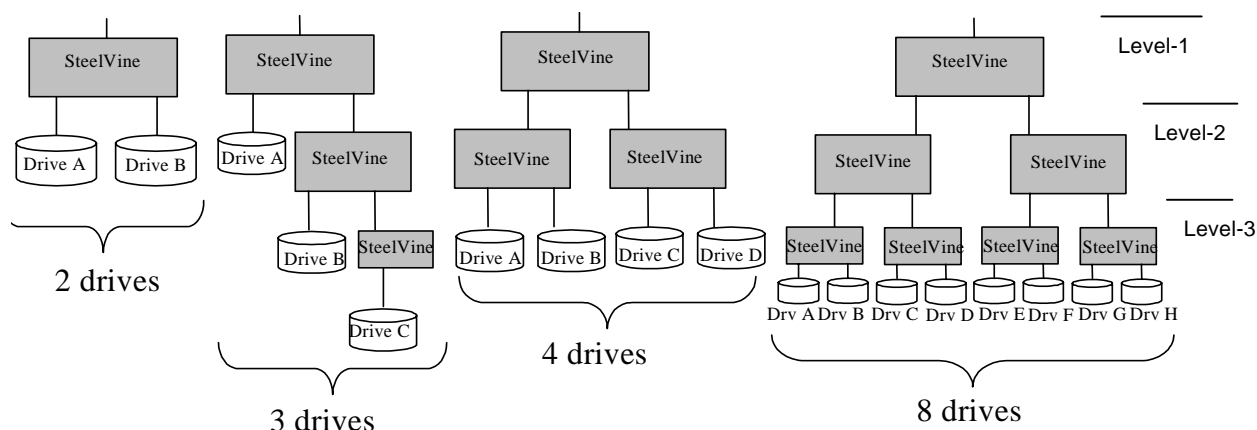 SteelVine
Drive A
Drive B
2 drives
SteelVine
Drive A
SteelVine
Drive B
SteelVine
Drive C
3 drives
SteelVine
SteelVine
SteelVine
Drive A
Drive B
Drive C
Drive D
4 drives
SteelVine
SteelVine
SteelVine
SteelVine
SteelVine
SteelVine
SteelVine
Drv A
Drv B
Drv C
Drv D
Drv E
Drv F
Drv G
Drv H
8 drives
Level-1
Level-2
Level-3